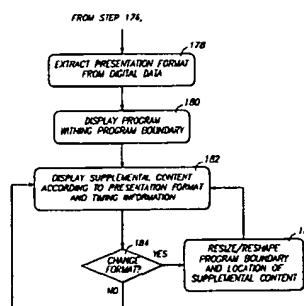 FROM STEP 176,
178
EXTRACT PRESENTATION FORMAT
FROM DIGITAL DATA
180
DISPLAY PROGRAM
WITHING PROGRAM BOUNDARY
182
DISPLAY SUPPLEMENTAL CONTENT
ACCORDING TO PRESENTATION FORMAT
AND TIMING INFORMATION
184
CHANGE
FORMAT?
YES
RESIZE/RESHAPE
PROGRAM BOUNDARY
AND LOCATION OF
SUPPLEMENTAL CONTENT
NO